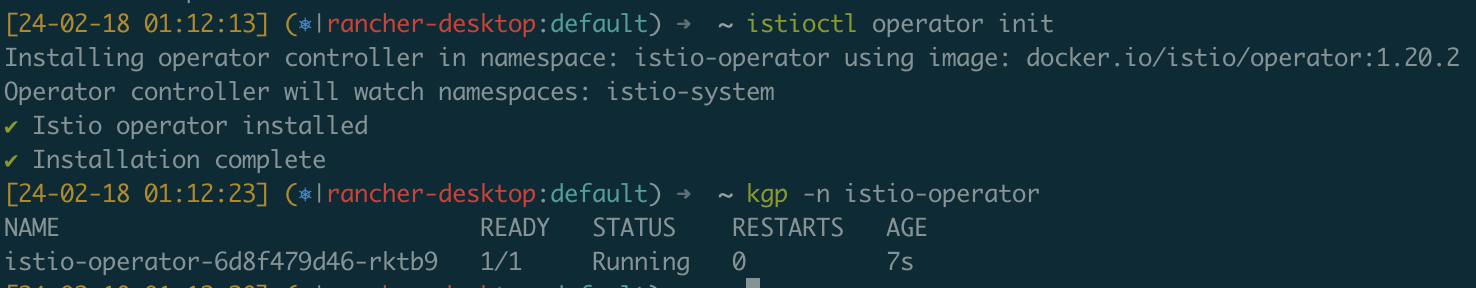 [24-02-18 01:12:13] (⎈|rancher-desktop:default) ➜  ~ istioctl operator init
Installing operator controller in namespace: istio-operator using image: docker.io/istio/operator:1.20.2
Operator controller will watch namespaces: istio-system
✔ Istio operator installed
✔ Installation complete
[24-02-18 01:12:23] (⎈|rancher-desktop:default) ➜  ~ kgp -n istio-operator
NAME                              READY   STATUS    RESTARTS   AGE
istio-operator-6d8f479d46-rktb9   1/1     Running   0          7s